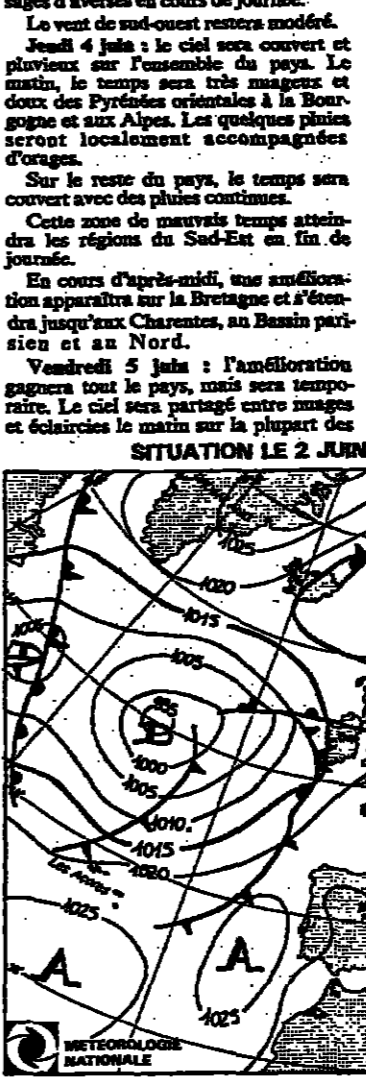 sages d'averses en cours de journée.
Le vent de sud-ouest restera modéré.
Jeudi 4 juin : le ciel sera couvert et
pluvieux sur l'ensemble du pays. Le
matin, le temps sera très nuageux et
doux des Pyrénées orientales à la Bour-
gogne et aux Alpes. Les quelques pluies
seront localement accompagnées
d'orages.
Sur le reste du pays, le temps sera
couvert avec des pluies continues.
Cette zone de mauvais temps attein-
dra les régions du Sud-Est en fin de
journée.
En cours d'après-midi, une améliora-
tion apparaîtra sur la Bretagne et s'éten-
dra jusqu'aux Charentes, au Bassin pari-
sien et au Nord.
Vendredi 5 juin : l'amélioration
gagnera tout le pays, mais sera tempo-
raire. Le ciel sera partagé entre nuages
et éclaircies le matin sur la plupart des
SITUATION LE 2 JUIN
1025
1020
1015
1005
1005
995
D
D
1000
1005
1010
1015
1020
Les Açores
1025
A
A
1025
METEOROLOGIE
NATIONALE